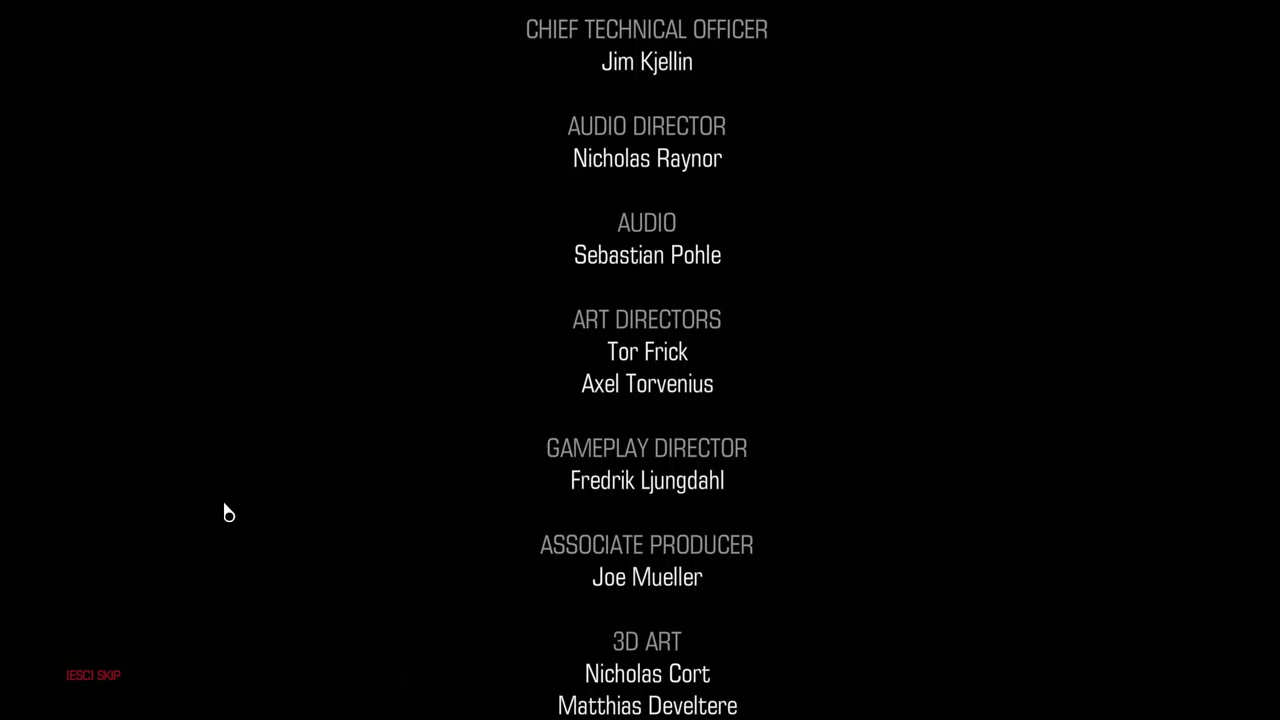 CHIEF TECHNICAL OFFICER
Jim Kjellin
AUDIO DIRECTOR
Nicholas Raynor
AUDIO
Sebastian Pohle
ART DIRECTORS
Tor Frick
Axel Torvenius
GAMEPLAY DIRECTOR
Fredrik Ljungdahl
ASSOCIATE PRODUCER
Joe Mueller
3D ART
Nicholas Cort
[ESC] SKIP
Matthias Develtere